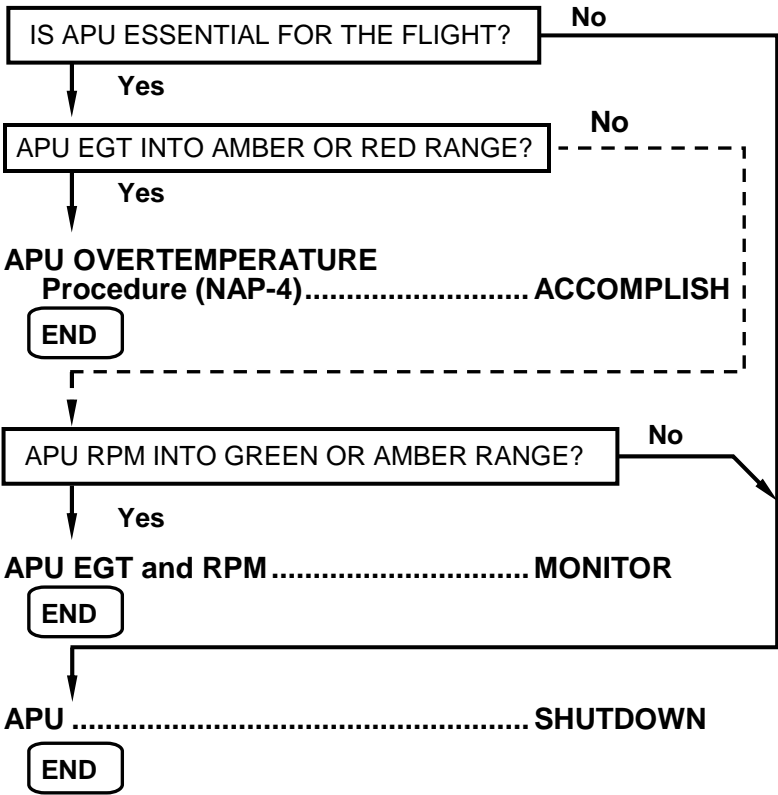 IS APU ESSENTIAL FOR THE FLIGHT?
No
Yes
APU EGT INTO AMBER OR RED RANGE?
No
Yes
APU OVERTEMPERATURE
Procedure (NAP-4)........................... ACCOMPLISH
END
APU RPM INTO GREEN OR AMBER RANGE?
No
Yes
APU EGT and RPM............................... MONITOR
END
APU ....................................................... SHUTDOWN
END